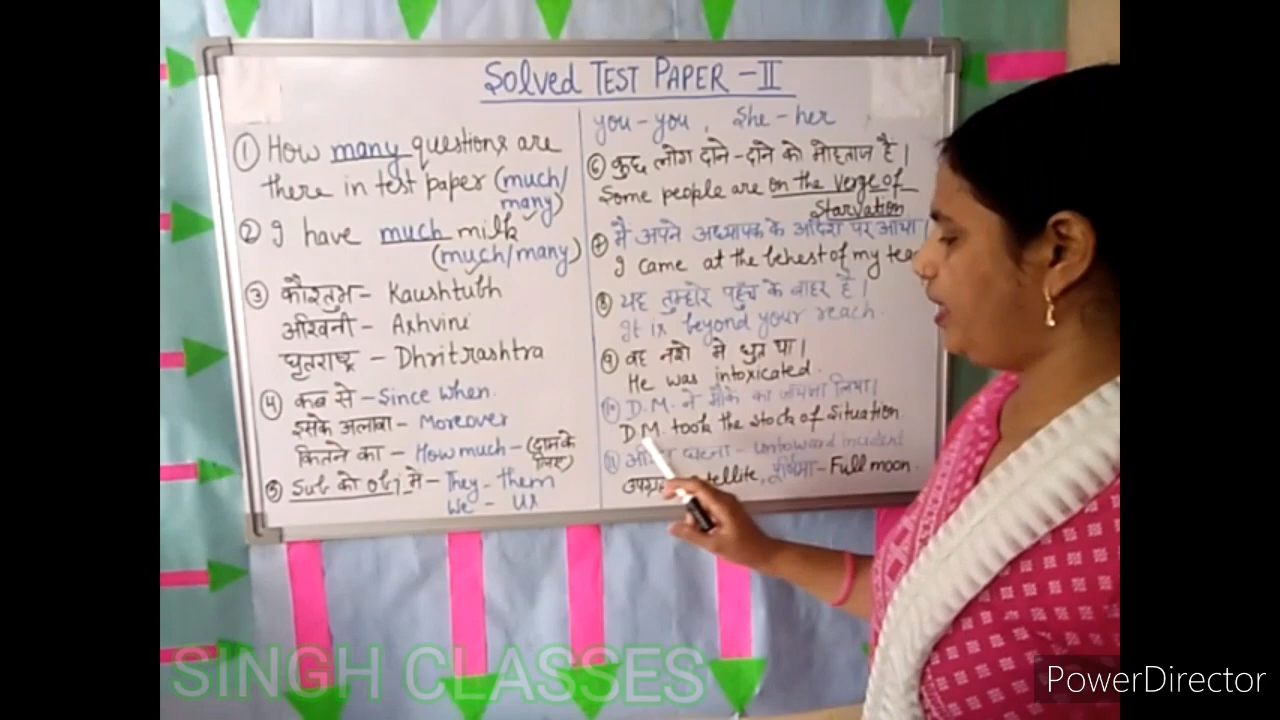 Solved TEST PAPER - II
① How many questions are
there in test paper (much/
many)
② I have much milk
(much/many)
③ कौस्तुभ - Kaushtubh
अश्विनी - Ashvini
धृतराष्ट्र - Dhritrashtra
④ कब से - Since when.
इसके अलावा - Moreover
कितने का - How much - (दाम के
लिए)
⑤ Sub को Obj में - They - them
We - us
you - you, She - her
⑥ कुछ लोग दाने-दाने को मोहताज हैं।
Some people are on the verge of
Starvation
⑦ मैं अपने अध्यापक के आदेश पर आया
I came at the behest of my tea
⑧ यह तुम्हारे पहुँच के बाहर है।
It is beyond your reach.
⑨ वह नशे में धुत्त था।
He was intoxicated.
⑩ D.M. ने मौके का जायजा लिया।
D.M. took the stock of Situation
⑪ घटना - untoward incident
पूर्णिमा - Full moon.
SINGH CLASSES
PowerDirector